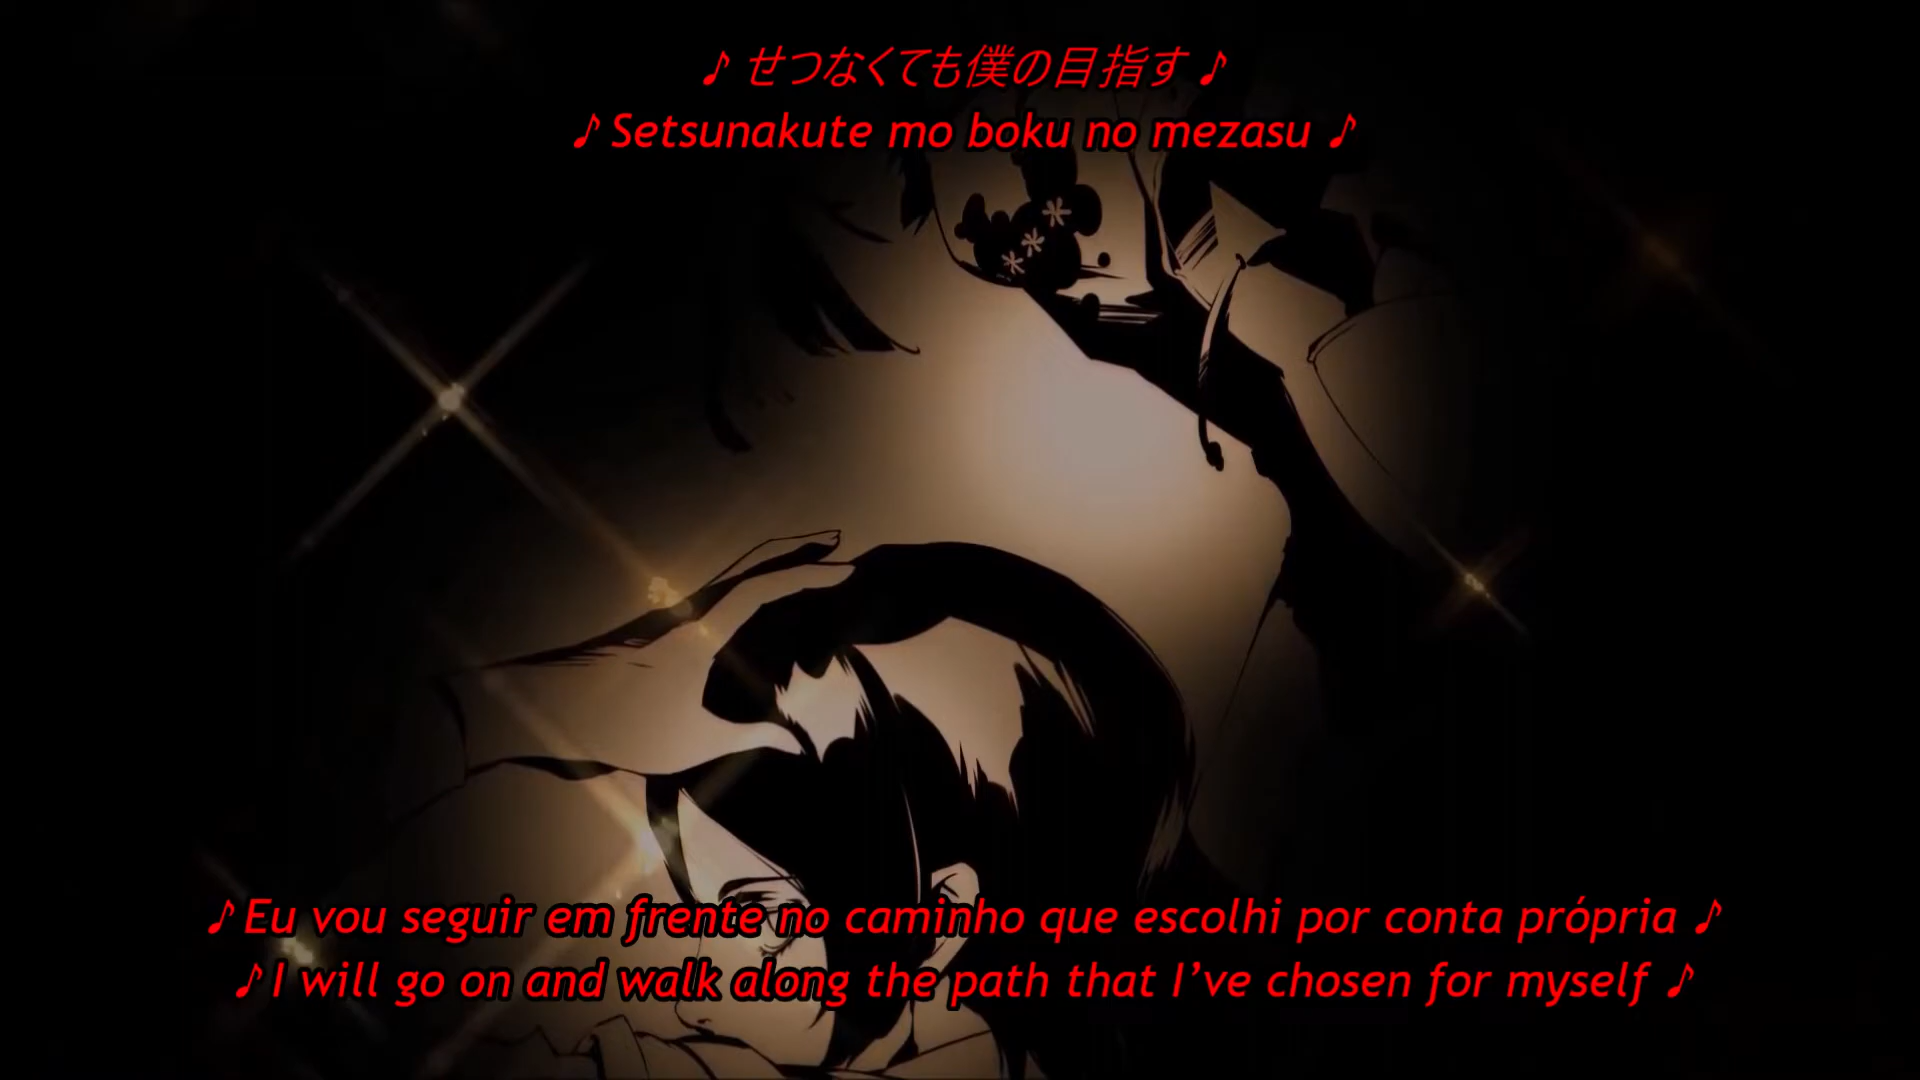 ♪ せつなくても僕の目指す ♪
♪ Setsunakute mo boku no mezasu ♪
♪ Eu vou seguir em frente no caminho que escolhi por conta própria ♪
♪ I will go on and walk along the path that I’ve chosen for myself ♪